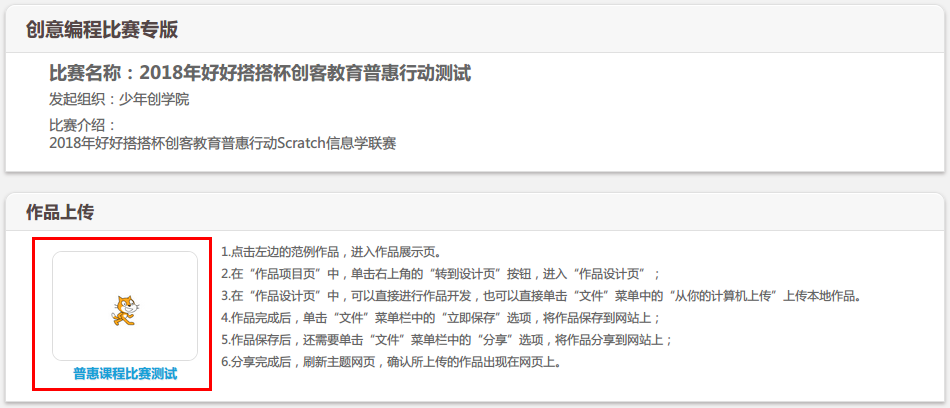 创意编程比赛专版
比赛名称：2018年好好搭搭杯创客教育普惠行动测试
发起组织：少年创学院
比赛介绍：
2018年好好搭搭杯创客教育普惠行动Scratch信息学联赛
作品上传
1.点击左边的范例作品，进入作品展示页。
2.在“作品项目页”中，单击右上角的“转到设计页”按钮，进入“作品设计页”；
3.在“作品设计页”中，可以直接进行作品开发，也可以直接单击“文件”菜单中的“从你的计算机上传”上传本地作品。
4.作品完成后，单击“文件”菜单栏中的“立即保存”选项，将作品保存到网站上；
5.作品保存后，还需要单击“文件”菜单栏中的“分享”选项，将作品分享到网站上；
6.分享完成后，刷新主题网页，确认所上传的作品出现在网页上。
普惠课程比赛测试